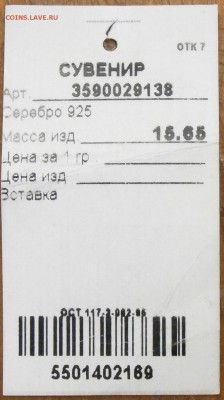 COINS.LAVE.RU
ОТК 7
СУВЕНИР
Арт. 3590029138
Серебро 925
Масса изд 15.65
Цена за 1 гр
Цена изд
Вставка
ОСТ 117-3-002-95
5501402169